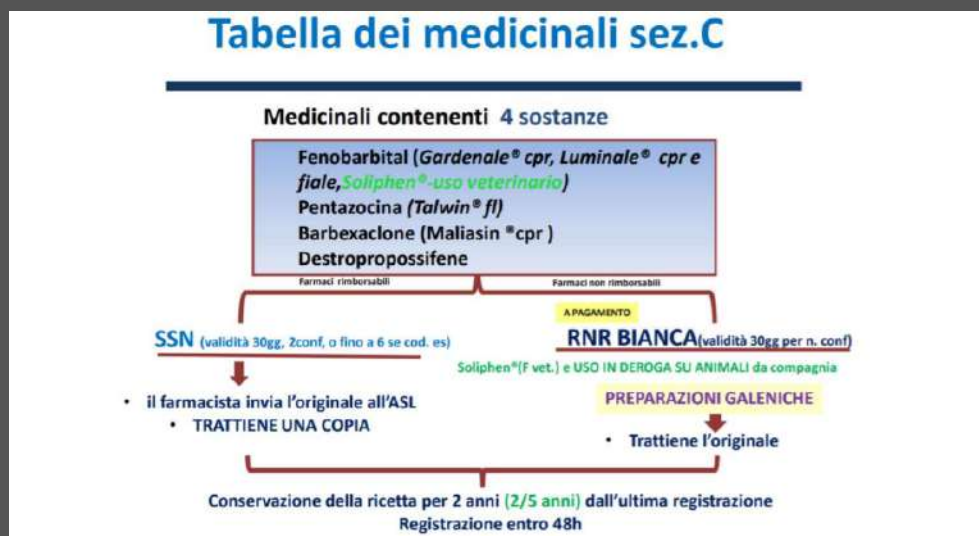 Tabella dei medicinali sez.C
Medicinali contenenti 4 sostanze
Fenobarbital (Gardenale® cpr, Luminale® cpr e
fiale,Soliphen®-uso veterinario)
Pentazocina (Talwin® fl)
Barbexaclone (Maliasin ®cpr )
Destropropossifene
Farmaci rimborsabili
Farmaci non rimborsabili
A PAGAMENTO
SSN (validità 30gg, 2conf, o fino a 6 se cod. es)
RNR BIANCA(validità 30gg per n. conf)
Soliphen®(F vet.) e USO IN DEROGA SU ANIMALI da compagnia
• il farmacista invia l'originale all'ASL
• TRATTIENE UNA COPIA
PREPARAZIONI GALENICHE
• Trattiene l'originale
Conservazione della ricetta per 2 anni (2/5 anni) dall'ultima registrazione
Registrazione entro 48h